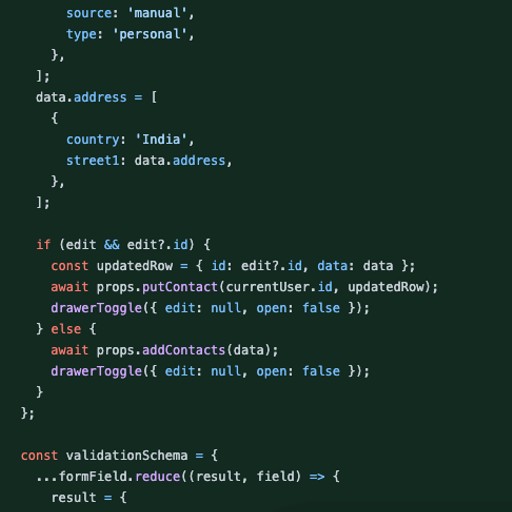 source: 'manual',
type: 'personal',
},
];
data.address = [
{
country: 'India',
street1: data.address,
},
];
if (edit && edit?.id) {
const updatedRow = { id: edit?.id, data: data };
await props.putContact(currentUser.id, updatedRow);
drawerToggle({ edit: null, open: false });
} else {
await props.addContacts(data);
drawerToggle({ edit: null, open: false });
}
};
const validationSchema = {
...formField.reduce((result, field) => {
result = {